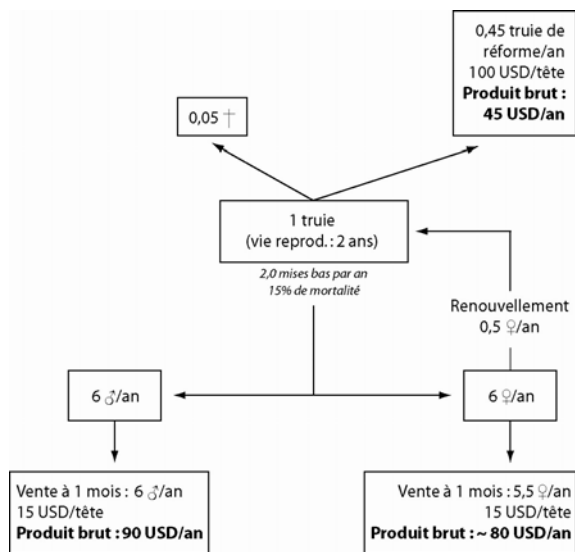 0,45 truie de
réforme/an
100 USD/tête
Produit brut :
45 USD/an
0,05 †
1 truie
(vie reprod. : 2 ans)
2,0 mises bas par an
15% de mortalité
Renouvellement
0,5 ♀/an
6 ♂/an
6 ♀/an
Vente à 1 mois : 6 ♂/an
15 USD/tête
Produit brut : 90 USD/an
Vente à 1 mois : 5,5 ♀/an
15 USD/tête
Produit brut : ~ 80 USD/an